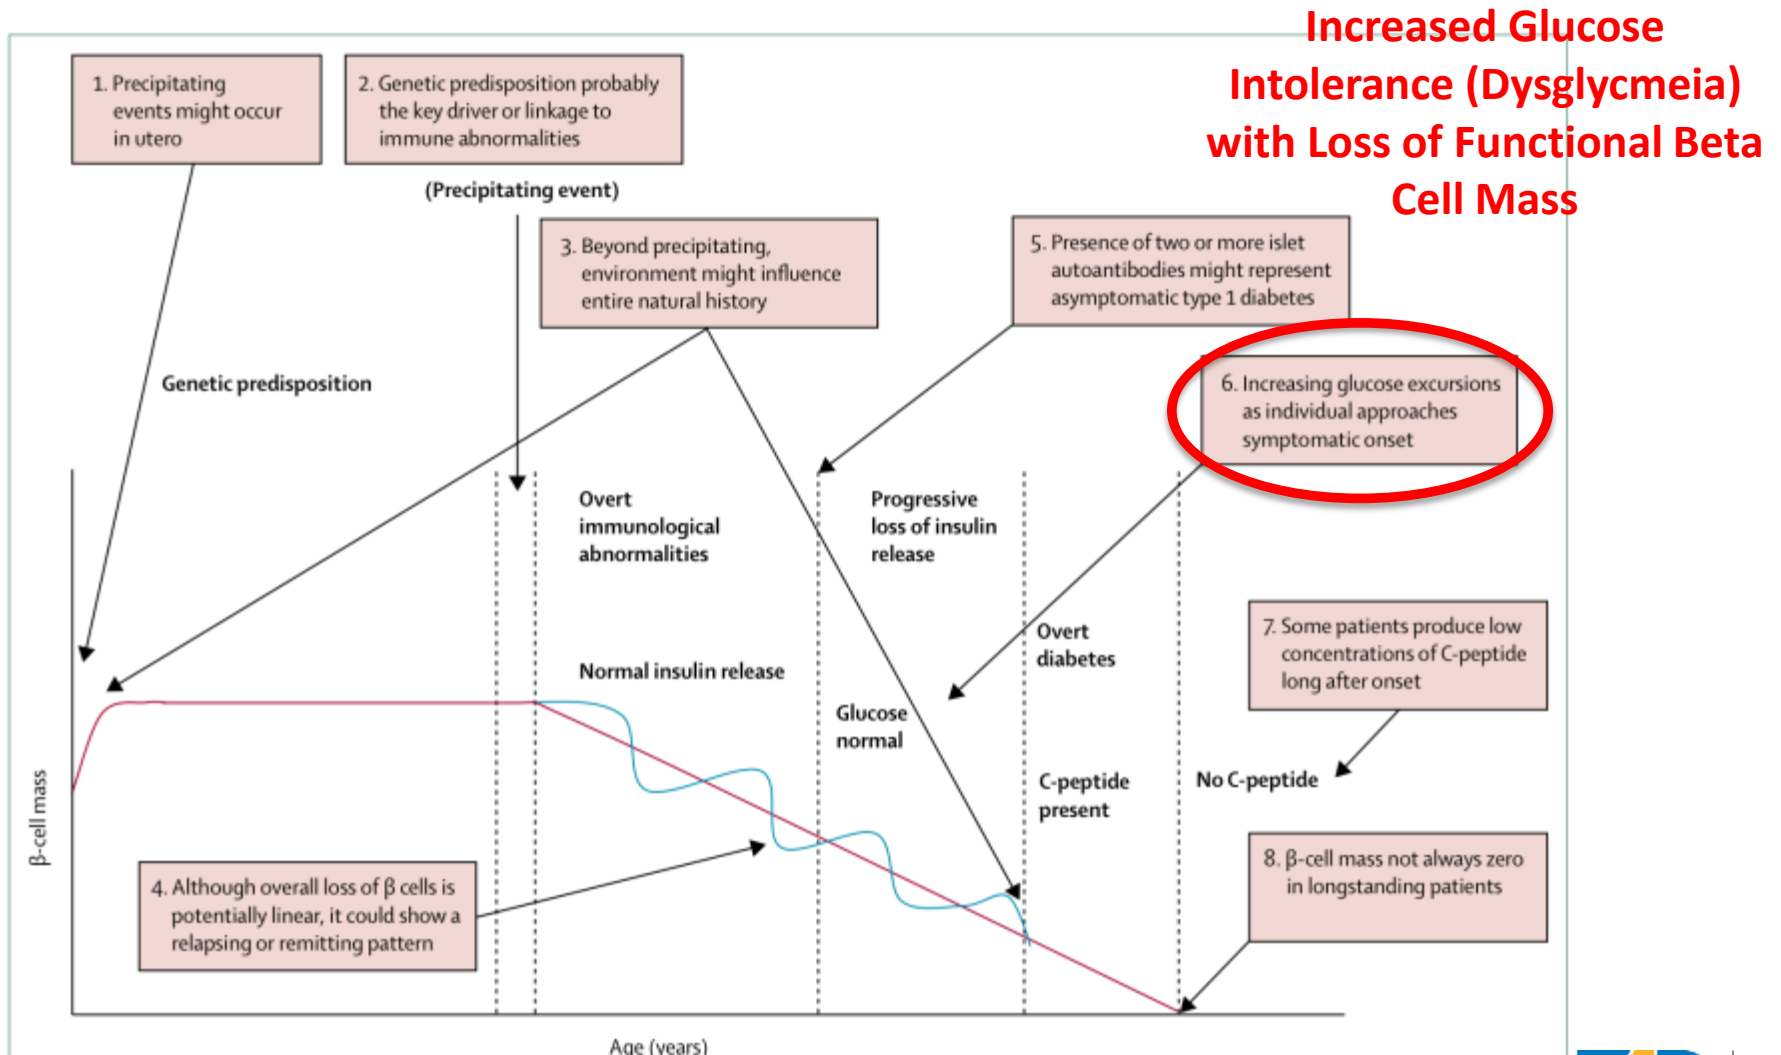 Increased Glucose
Intolerance (Dysglycmeia)
with Loss of Functional Beta
Cell Mass
1. Precipitating
events might occur
in utero
2. Genetic predisposition probably
the key driver or linkage to
immune abnormalities
(Precipitating event)
3. Beyond precipitating,
environment might influence
entire natural history
5. Presence of two or more islet
autoantibodies might represent
asymptomatic type 1 diabetes
Genetic predisposition
6. Increasing glucose excursions
as individual approaches
symptomatic onset
Overt
immunological
abnormalities
Progressive
loss of insulin
release
Normal insulin release
Glucose
normal
Overt
diabetes
7. Some patients produce low
concentrations of C-peptide
long after onset
C-peptide
present
No C-peptide
β-cell mass
4. Although overall loss of β cells is
potentially linear, it could show a
relapsing or remitting pattern
8. β-cell mass not always zero
in longstanding patients
Age (years)